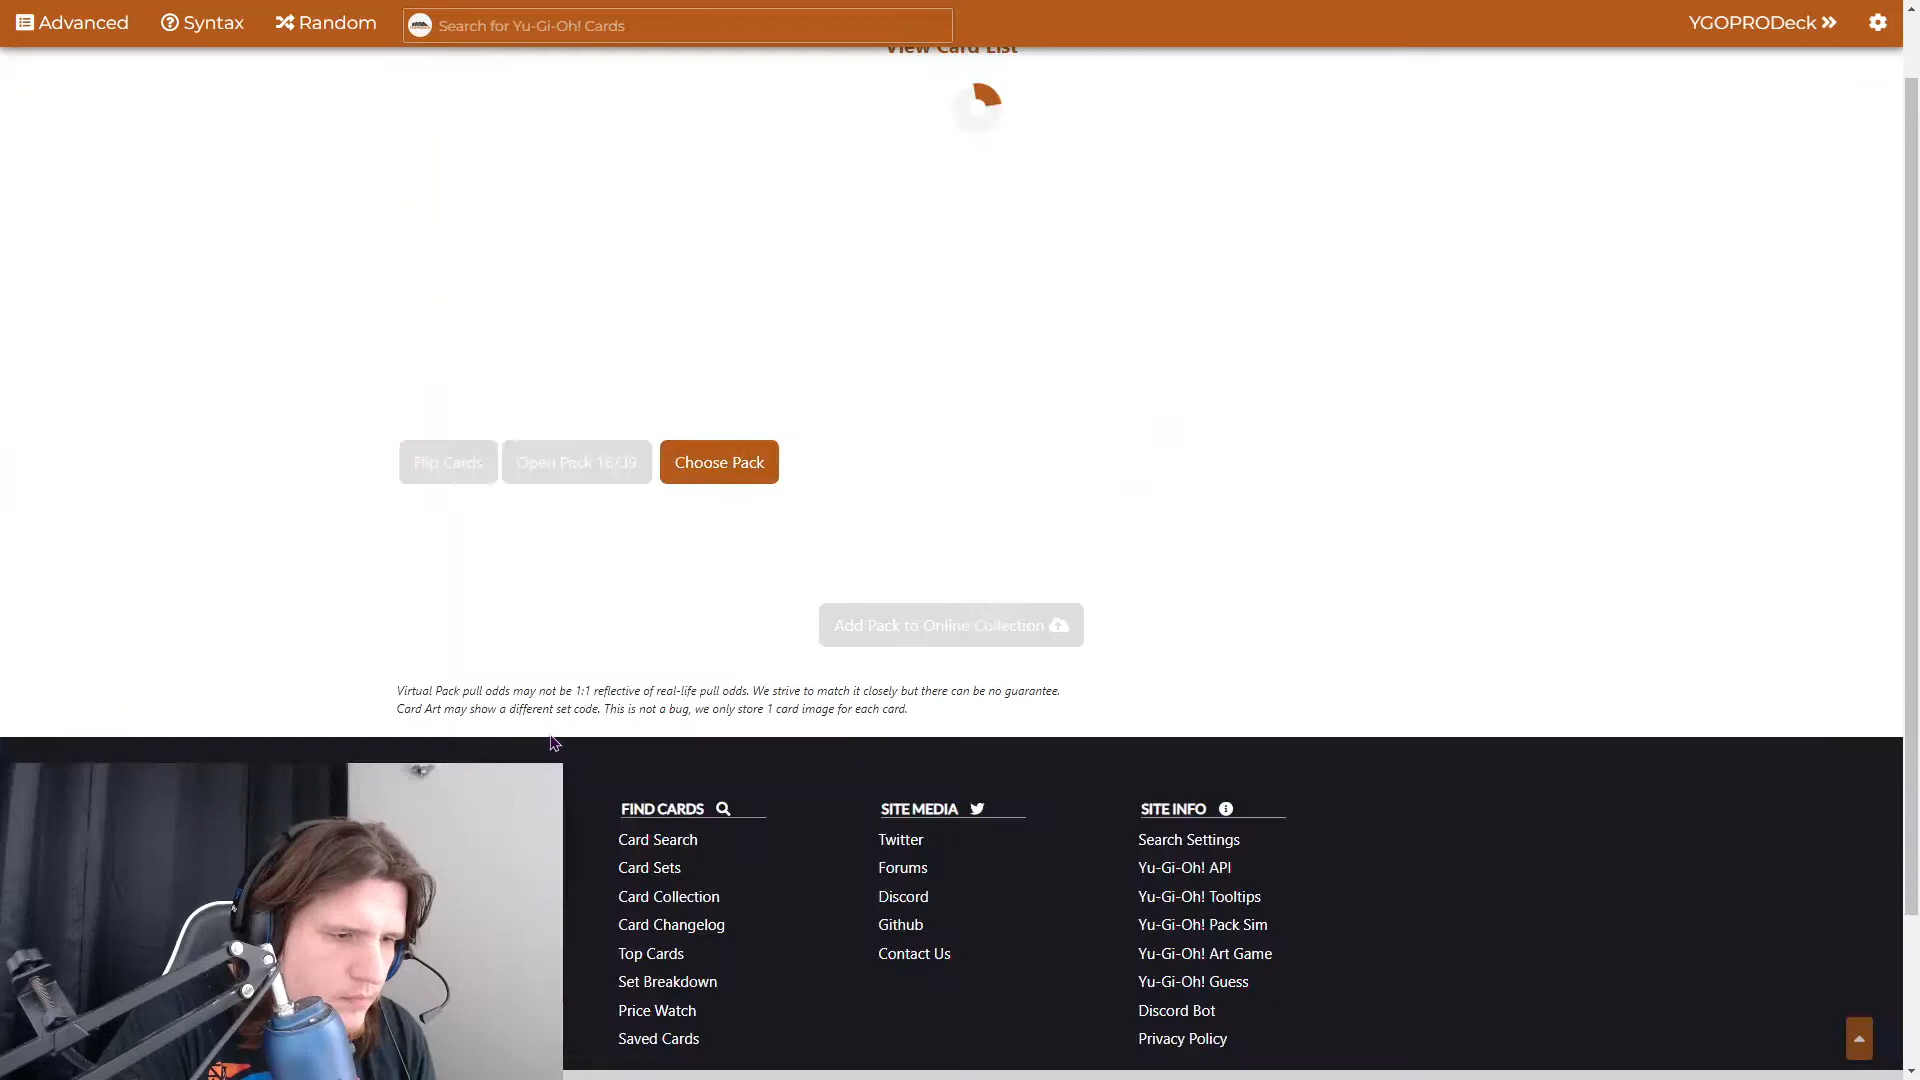 Advanced
Syntax
Random
Search for Yu-Gi-Oh! Cards
YGOPRODeck
View Card List
Flip Cards
Open Pack
Choose Pack
Add Pack to Online Collection
Virtual Pack pull odds may not be 1:1 reflective of real-life pull odds. We strive to match it closely but there can be no guarantee.
Card Art may show a different set code. This is not a bug, we only store 1 card image for each card.
FIND CARDS
Card Search
Card Sets
Card Collection
Card Changelog
Top Cards
Set Breakdown
Price Watch
Saved Cards
SITE MEDIA
Twitter
Forums
Discord
Github
Contact Us
SITE INFO
Search Settings
Yu-Gi-Oh! API
Yu-Gi-Oh! Tooltips
Yu-Gi-Oh! Pack Sim
Yu-Gi-Oh! Art Game
Yu-Gi-Oh! Guess
Discord Bot
Privacy Policy